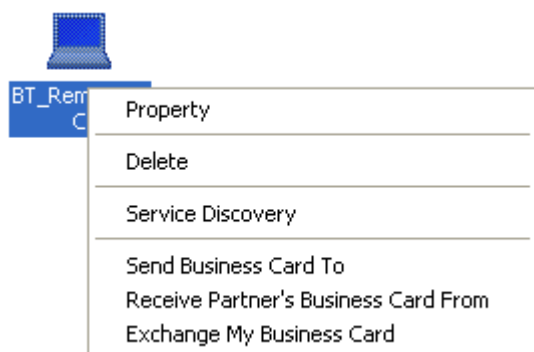 BT_Rem
C
Property
Delete
Service Discovery
Send Business Card To
Receive Partner's Business Card From
Exchange My Business Card